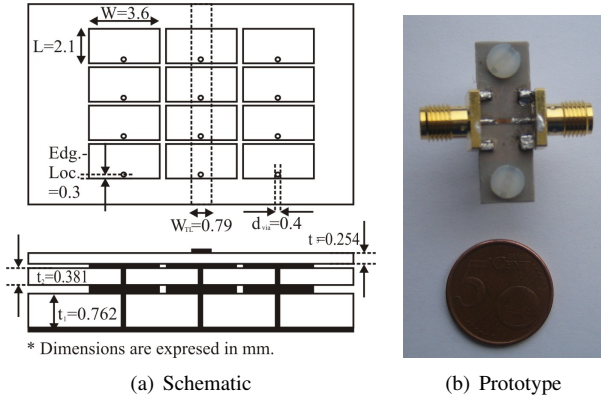 W=3.6
L=2.1
Edg.-
Loc.
=0.3
W_TL=0.79
d_via=0.4
t =0.254
t_2=0.381
t_1=0.762
* Dimensions are expresed in mm.
5
(a) Schematic
(b) Prototype